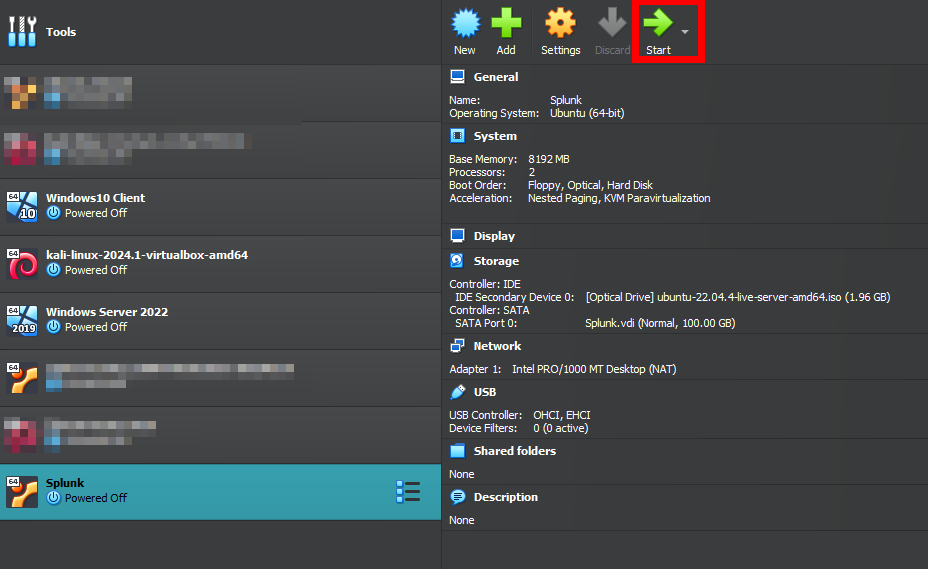 Tools
New Add Settings Discard Start
64
10
Windows10 Client
Powered Off
64
kali-linux-2024.1-virtualbox-amd64
Powered Off
64
2019
Windows Server 2022
Powered Off
64
64
Splunk
Powered Off
General
Name: Splunk
Operating System: Ubuntu (64-bit)
System
Base Memory: 8192 MB
Processors: 2
Boot Order: Floppy, Optical, Hard Disk
Acceleration: Nested Paging, KVM Paravirtualization
Display
Storage
Controller: IDE
IDE Secondary Device 0: [Optical Drive] ubuntu-22.04.4-live-server-amd64.iso (1.96 GB)
Controller: SATA
SATA Port 0: Splunk.vdi (Normal, 100.00 GB)
Network
Adapter 1: Intel PRO/1000 MT Desktop (NAT)
USB
USB Controller: OHCI, EHCI
Device Filters: 0 (0 active)
Shared folders
None
Description
None